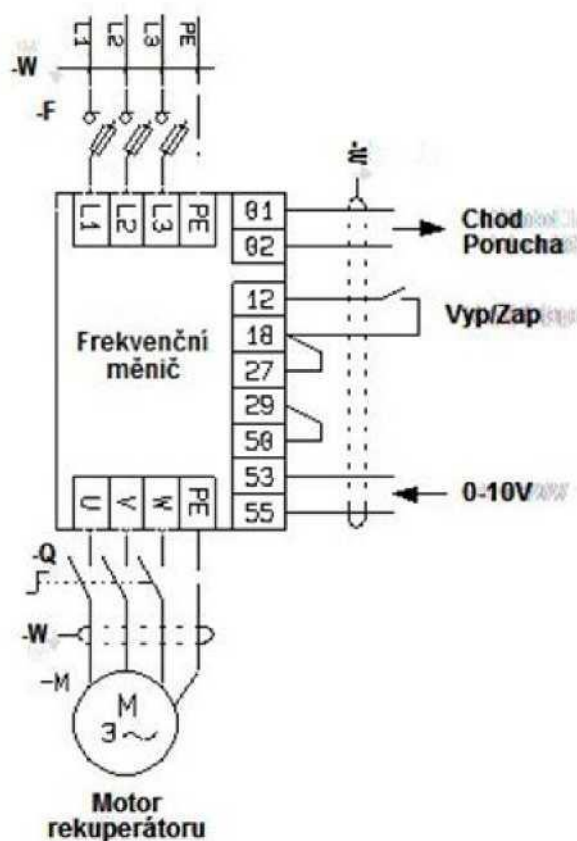 L1 L2 L3 PE
-W
-F
L1 L2 L3 PE
-W
01
02
Chod
Porucha
12
18
27
29
50
53
55
Vyp/Zap
Frekvenční
měnič
0-10V
U V W PE
-Q
-W
-M
M
3~
Motor
rekuperátoru